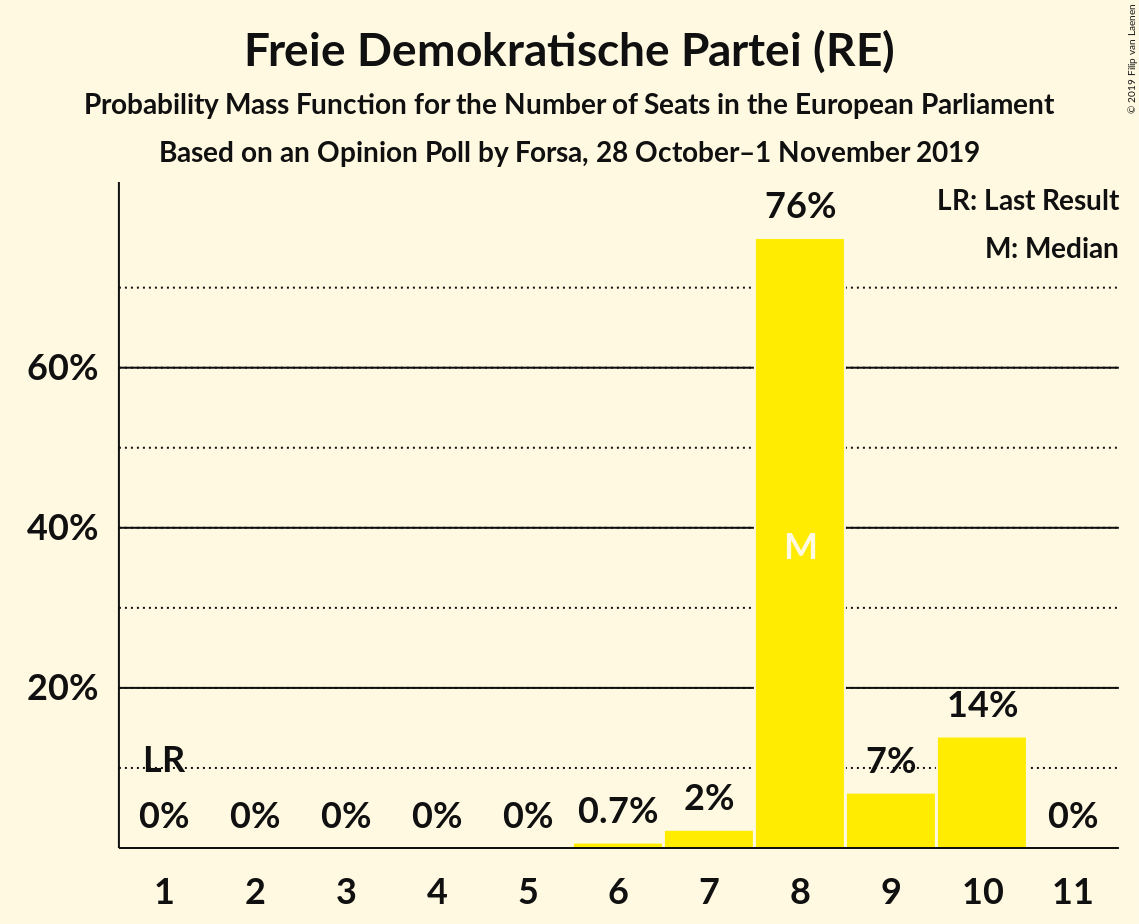 Freie Demokratische Partei (RE)
Probability Mass Function for the Number of Seats in the European Parliament
Based on an Opinion Poll by Forsa, 28 October–1 November 2019
© 2019 Filip van Laenen
LR: Last Result
M: Median
76%
60%
40%
M
20%
14%
LR
7%
2%
0.7%
0% 0% 0% 0% 0% 0%
1 2 3 4 5 6 7 8 9 10 11